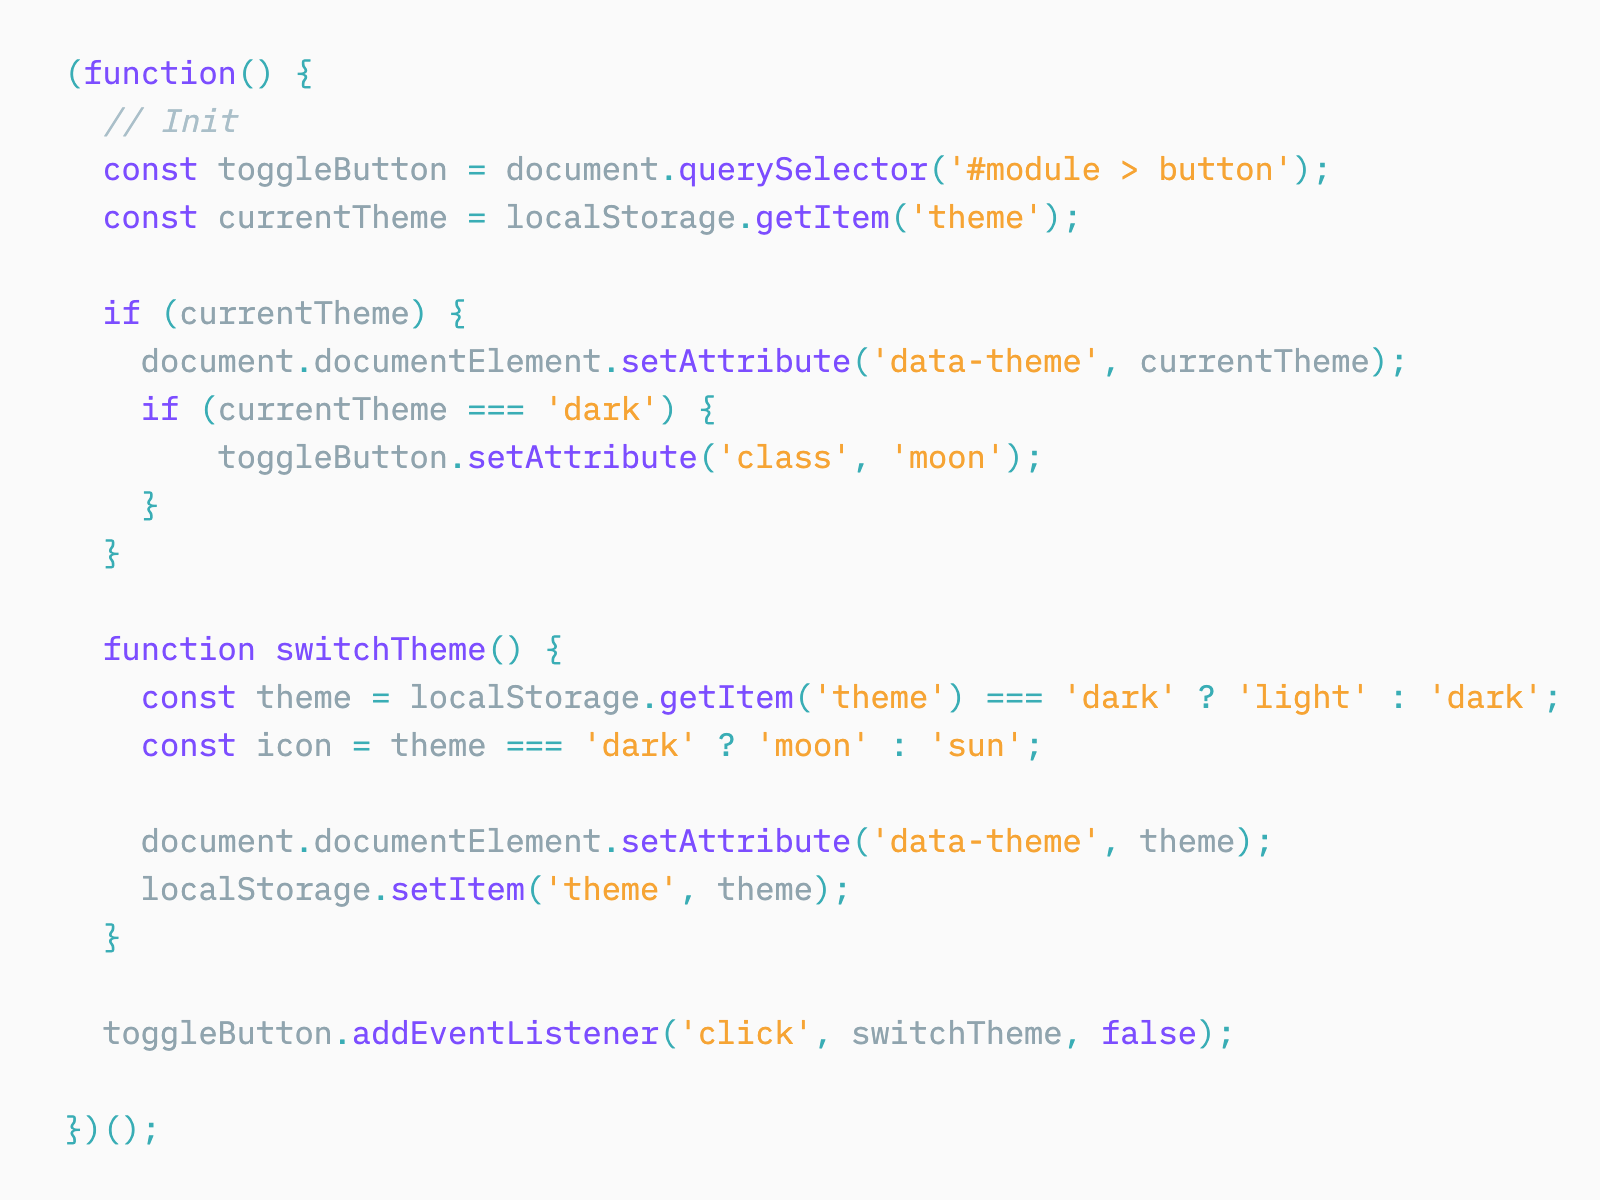 (function() {
  // Init
  const toggleButton = document.querySelector('#module > button');
  const currentTheme = localStorage.getItem('theme');

  if (currentTheme) {
    document.documentElement.setAttribute('data-theme', currentTheme);
    if (currentTheme === 'dark') {
        toggleButton.setAttribute('class', 'moon');
    }
  }

  function switchTheme() {
    const theme = localStorage.getItem('theme') === 'dark' ? 'light' : 'dark';
    const icon = theme === 'dark' ? 'moon' : 'sun';

    document.documentElement.setAttribute('data-theme', theme);
    localStorage.setItem('theme', theme);
  }

  toggleButton.addEventListener('click', switchTheme, false);

})();